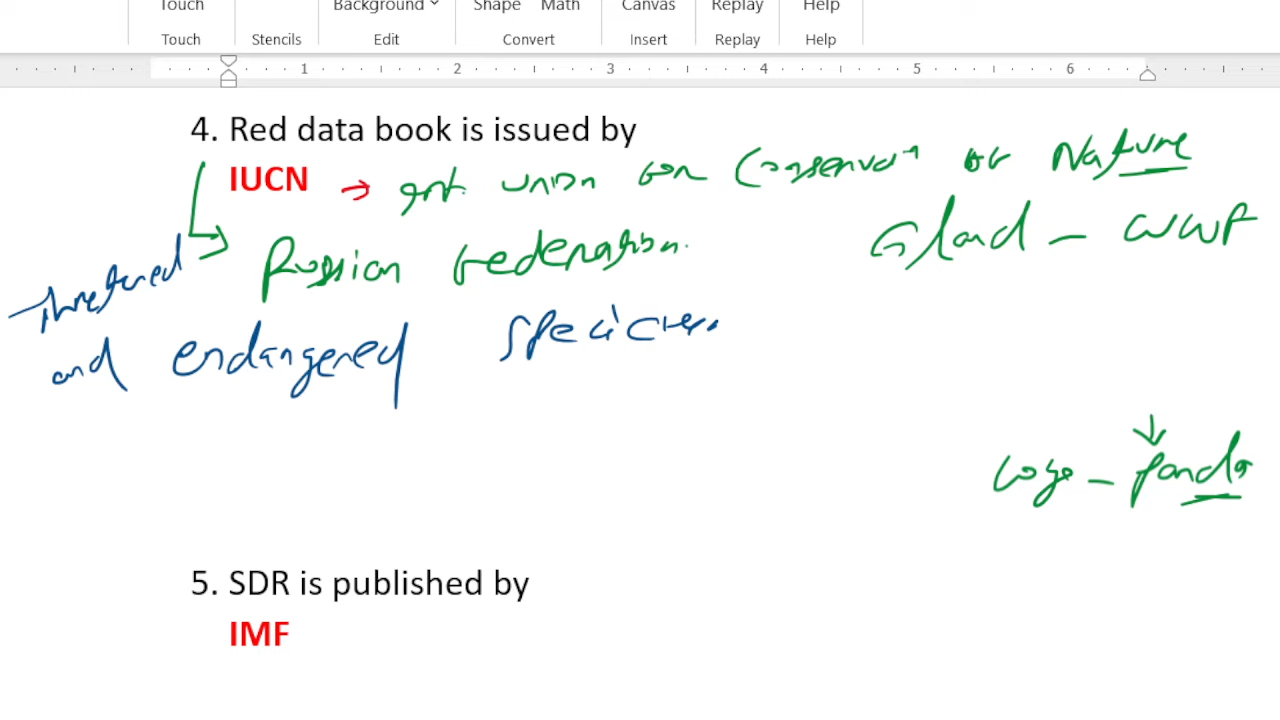 Touch Background Shape Math Canvas Replay Help
Touch Stencils Edit Convert Insert Replay Help
1 2 3 4 5 6
4. Red data book is issued by
IUCN → int. union for Conservat of Nature
Russian Federation.
Gland - WWF
threatened
and endangered species
Logo - Panda
5. SDR is published by
IMF